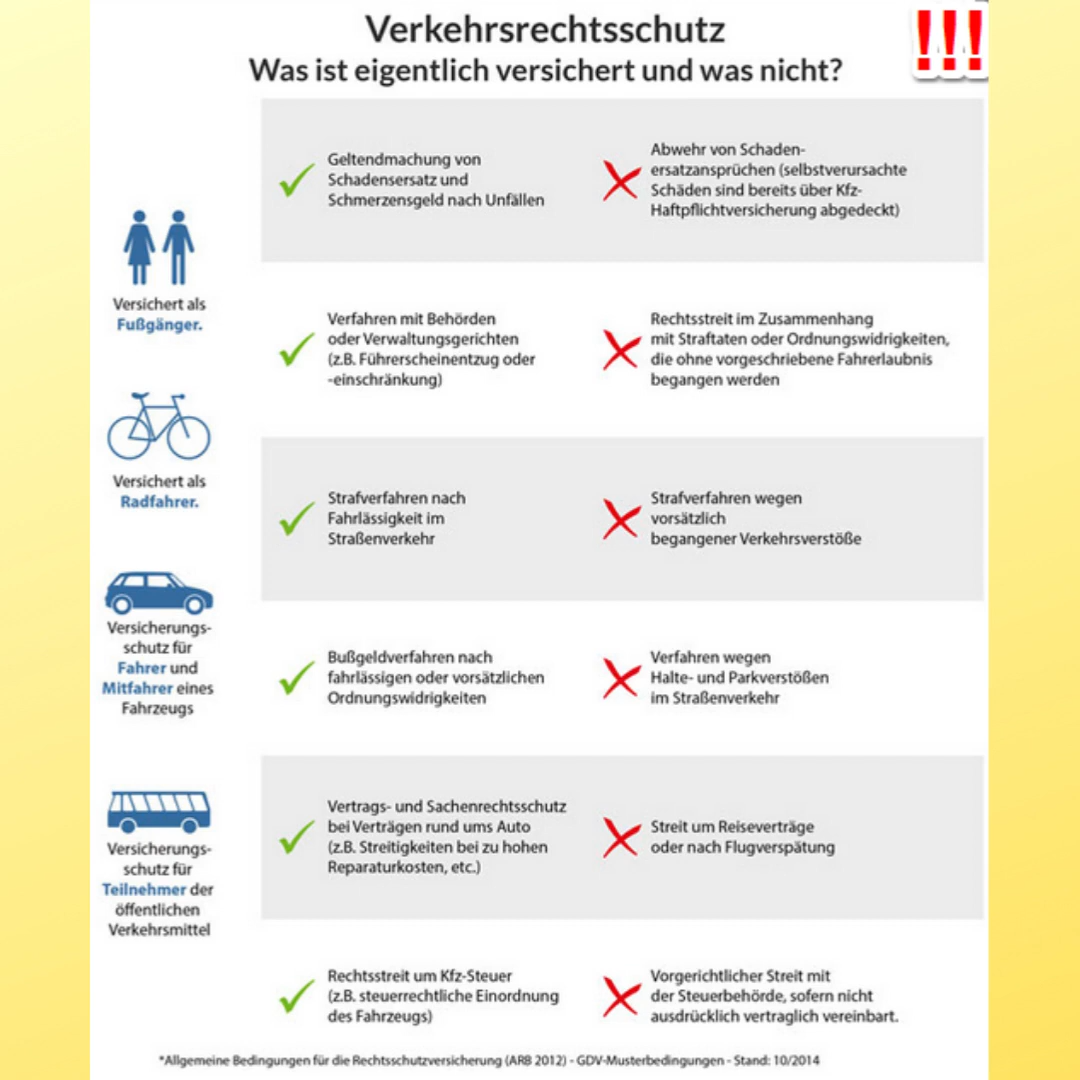 Verkehrsrechtsschutz
Was ist eigentlich versichert und was nicht?
!!!
Versichert als
Fußgänger.
Versichert als
Radfahrer.
Versicherungs-
schutz für
Fahrer und
Mitfahrer eines
Fahrzeugs
Versicherungs-
schutz für
Teilnehmer der
öffentlichen
Verkehrsmittel
Geltendmachung von
Schadensersatz und
Schmerzensgeld nach Unfällen
Abwehr von Schaden-
ersatzansprüchen (selbstverursachte
Schäden sind bereits über Kfz-
Haftpflichtversicherung abgedeckt)
Verfahren mit Behörden
oder Verwaltungsgerichten
(z.B. Führerscheinentzug oder
-einschränkung)
Rechtsstreit im Zusammenhang
mit Straftaten oder Ordnungswidrigkeiten,
die ohne vorgeschriebene Fahrerlaubnis
begangen werden
Strafverfahren nach
Fahrlässigkeit im
Straßenverkehr
Strafverfahren wegen
vorsätzlich
begangener Verkehrsverstöße
Bußgeldverfahren nach
fahrlässigen oder vorsätzlichen
Ordnungswidrigkeiten
Verfahren wegen
Halte- und Parkverstößen
im Straßenverkehr
Vertrags- und Sachenrechtsschutz
bei Verträgen rund ums Auto
(z.B. Streitigkeiten bei zu hohen
Reparaturkosten, etc.)
Streit um Reiseverträge
oder nach Flugverspätung
Rechtsstreit um Kfz-Steuer
(z.B. steuerrechtliche Einordnung
des Fahrzeugs)
Vorgerichtlicher Streit mit
der Steuerbehörde, sofern nicht
ausdrücklich vertraglich vereinbart.
*Allgemeine Bedingungen für die Rechtsschutzversicherung (ARB 2012) - GDV-Musterbedingungen - Stand: 10/2014